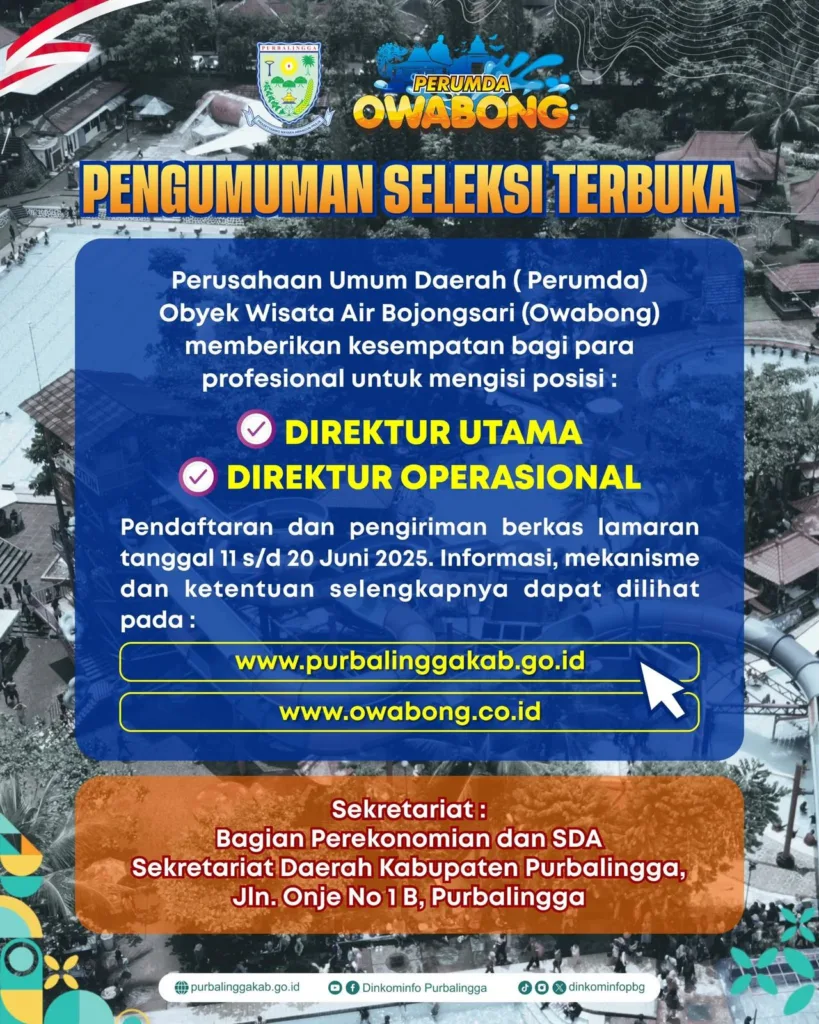 PURBALINGGA
PERUMDA
OWABONG
PENGUMUMAN SELEKSI TERBUKA
Perusahaan Umum Daerah ( Perumda)
Obyek Wisata Air Bojongsari (Owabong)
memberikan kesempatan bagi para
profesional untuk mengisi posisi :
DIREKTUR UTAMA
DIREKTUR OPERASIONAL
Pendaftaran dan pengiriman berkas lamaran
tanggal 11 s/d 20 Juni 2025. Informasi, mekanisme
dan ketentuan selengkapnya dapat dilihat
pada :
www.purbalinggakab.go.id
www.owabong.co.id
Sekretariat :
Bagian Perekonomian dan SDA
Sekretariat Daerah Kabupaten Purbalingga,
Jln. Onje No 1 B, Purbalingga
purbalinggakab.go.id Dinkominfo Purbalingga dinkominfopbg